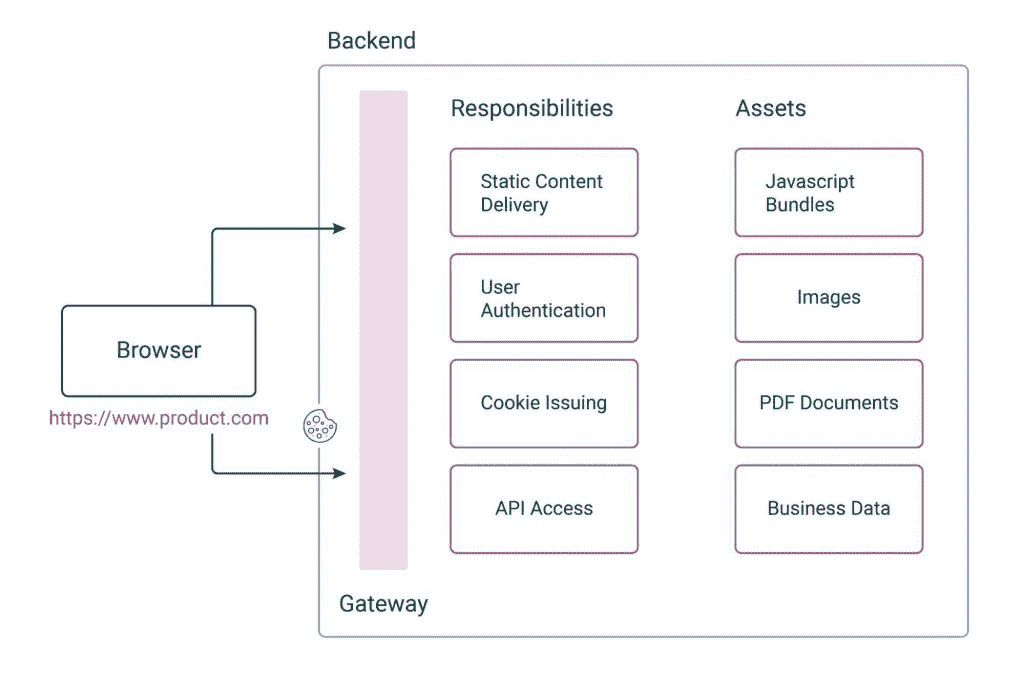 Backend
Responsibilities
Assets
Static Content
Delivery
Javascript
Bundles
User
Authentication
Images
Browser
https://www.product.com
Cookie Issuing
PDF Documents
API Access
Business Data
Gateway